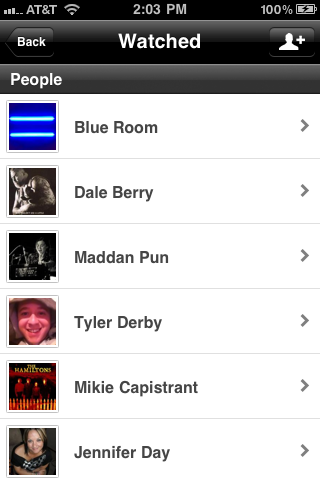 AT&T 2:03 PM 100%
Back Watched
People
Blue Room
Dale Berry
Maddan Pun
Tyler Derby
THE
HAMILTONS
Mikie Capistrant
Jennifer Day